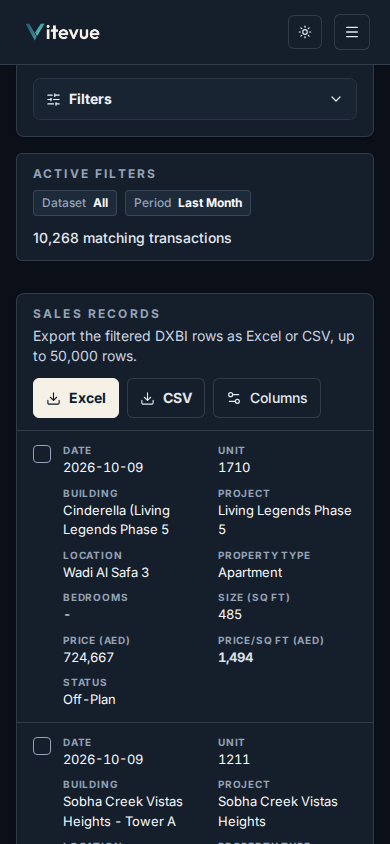 Vitevue
Filters
ACTIVE FILTERS
Dataset All Period Last Month
10,268 matching transactions
SALES RECORDS
Export the filtered DXBI rows as Excel or CSV, up
to 50,000 rows.
Excel CSV Columns
DATE UNIT
2026-10-09 1710
BUILDING PROJECT
Cinderella (Living Living Legends Phase
Legends Phase 5 5
LOCATION PROPERTY TYPE
Wadi Al Safa 3 Apartment
BEDROOMS SIZE (SQ FT)
- 485
PRICE (AED) PRICE/SQ FT (AED)
724,667 1,494
STATUS
Off-Plan
DATE UNIT
2026-10-09 1211
BUILDING PROJECT
Sobha Creek Vistas Sobha Creek Vistas
Heights - Tower A Heights
LOCATION PROPERTY TYPE